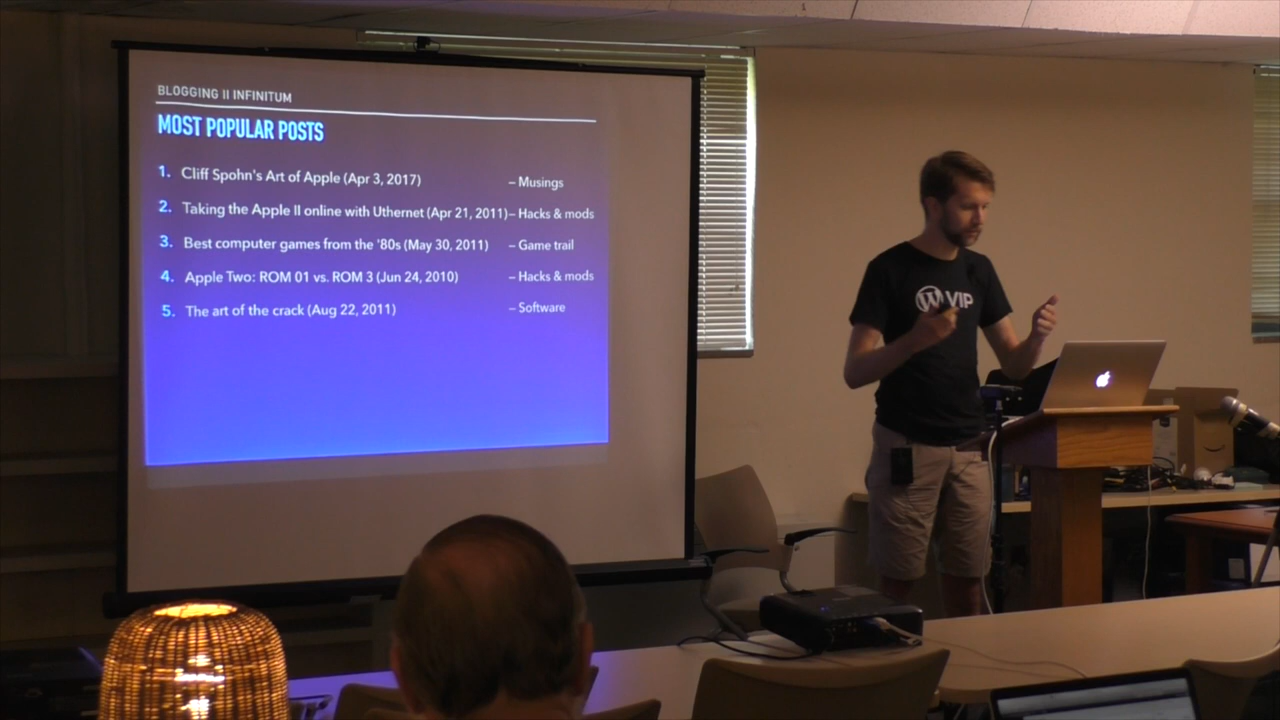 BLOGGING II INFINITUM
MOST POPULAR POSTS
1. Cliff Spohn's Art of Apple (Apr 3, 2017) – Musings
2. Taking the Apple II online with Uthernet (Apr 21, 2011) – Hacks & mods
3. Best computer games from the '80s (May 30, 2011) – Game trail
4. Apple Two: ROM 01 vs. ROM 3 (Jun 24, 2010) – Hacks & mods
5. The art of the crack (Aug 22, 2011) – Software
VIP